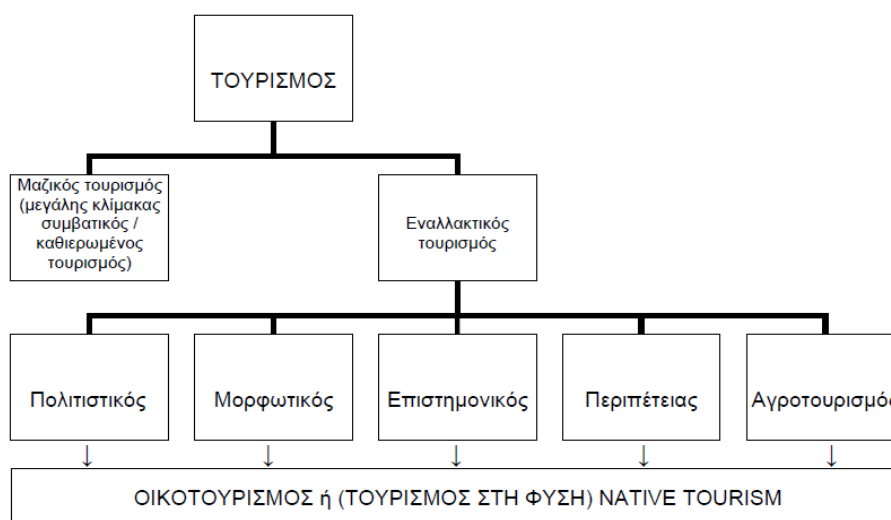 ΤΟΥΡΙΣΜΟΣ
Μαζικός τουρισμός
(μεγάλης κλίμακας
συμβατικός /
καθιερωμένος
τουρισμός)
Εναλλακτικός
τουρισμός
Πολιτιστικός
Μορφωτικός
Επιστημονικός
Περιπέτειας
Αγροτουρισμός
↓ ↓ ↓ ↓ ↓
ΟΙΚΟΤΟΥΡΙΣΜΟΣ ή (ΤΟΥΡΙΣΜΟΣ ΣΤΗ ΦΥΣΗ) NATIVE TOURISM